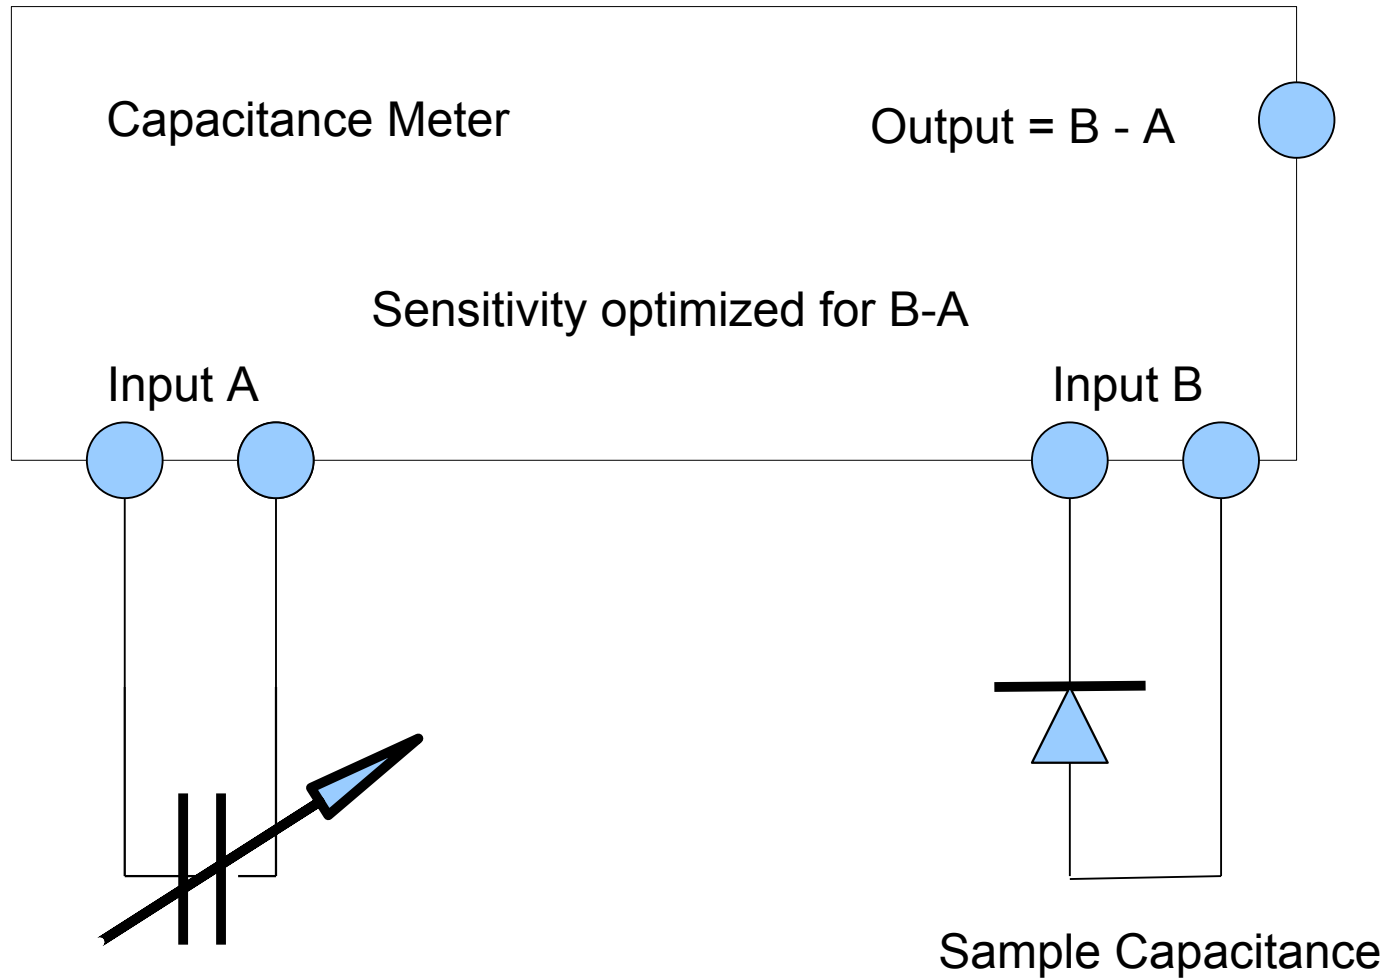 Capacitance Meter
Output = B - A
Sensitivity optimized for B-A
Input A
Input B
Sample Capacitance